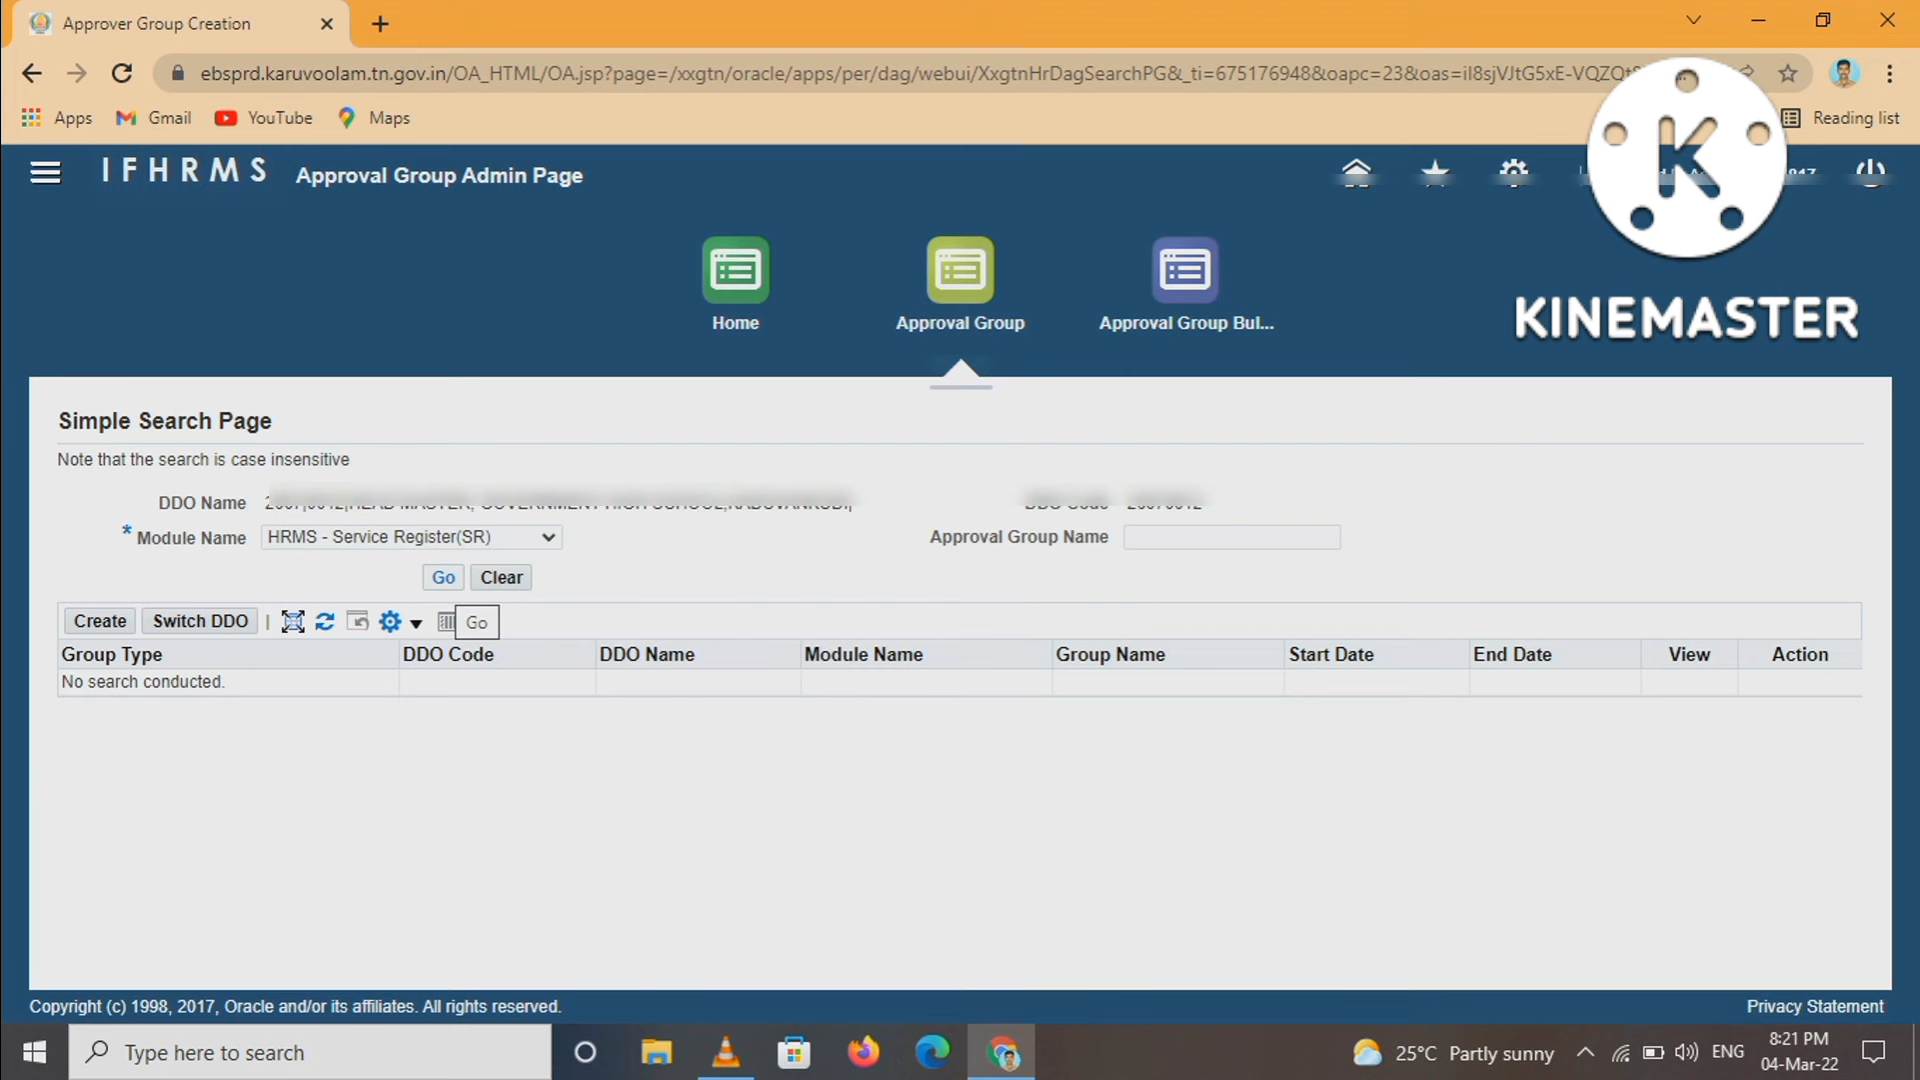 Approver Group Creation
ebsprd.karuvoolam.tn.gov.in/OA_HTML/OA.jsp?page=/xxgtn/oracle/apps/per/dag/webui/XxgtnHrDagSearchPG&_ti=675176948&oapc=23&oas=
Apps Gmail YouTube Maps Reading list
IFHRMS Approval Group Admin Page
K
KINEMASTER
Home Approval Group Approval Group Bul...
Simple Search Page
Note that the search is case insensitive
DDO Name
* Module Name HRMS - Service Register(SR) Approval Group Name
Go Clear
Create Switch DDO | Go
Group Type DDO Code DDO Name Module Name Group Name Start Date End Date View Action
No search conducted.
Copyright (c) 1998, 2017, Oracle and/or its affiliates. All rights reserved. Privacy Statement
Type here to search 25°C Partly sunny ENG 8:21 PM
04-Mar-22